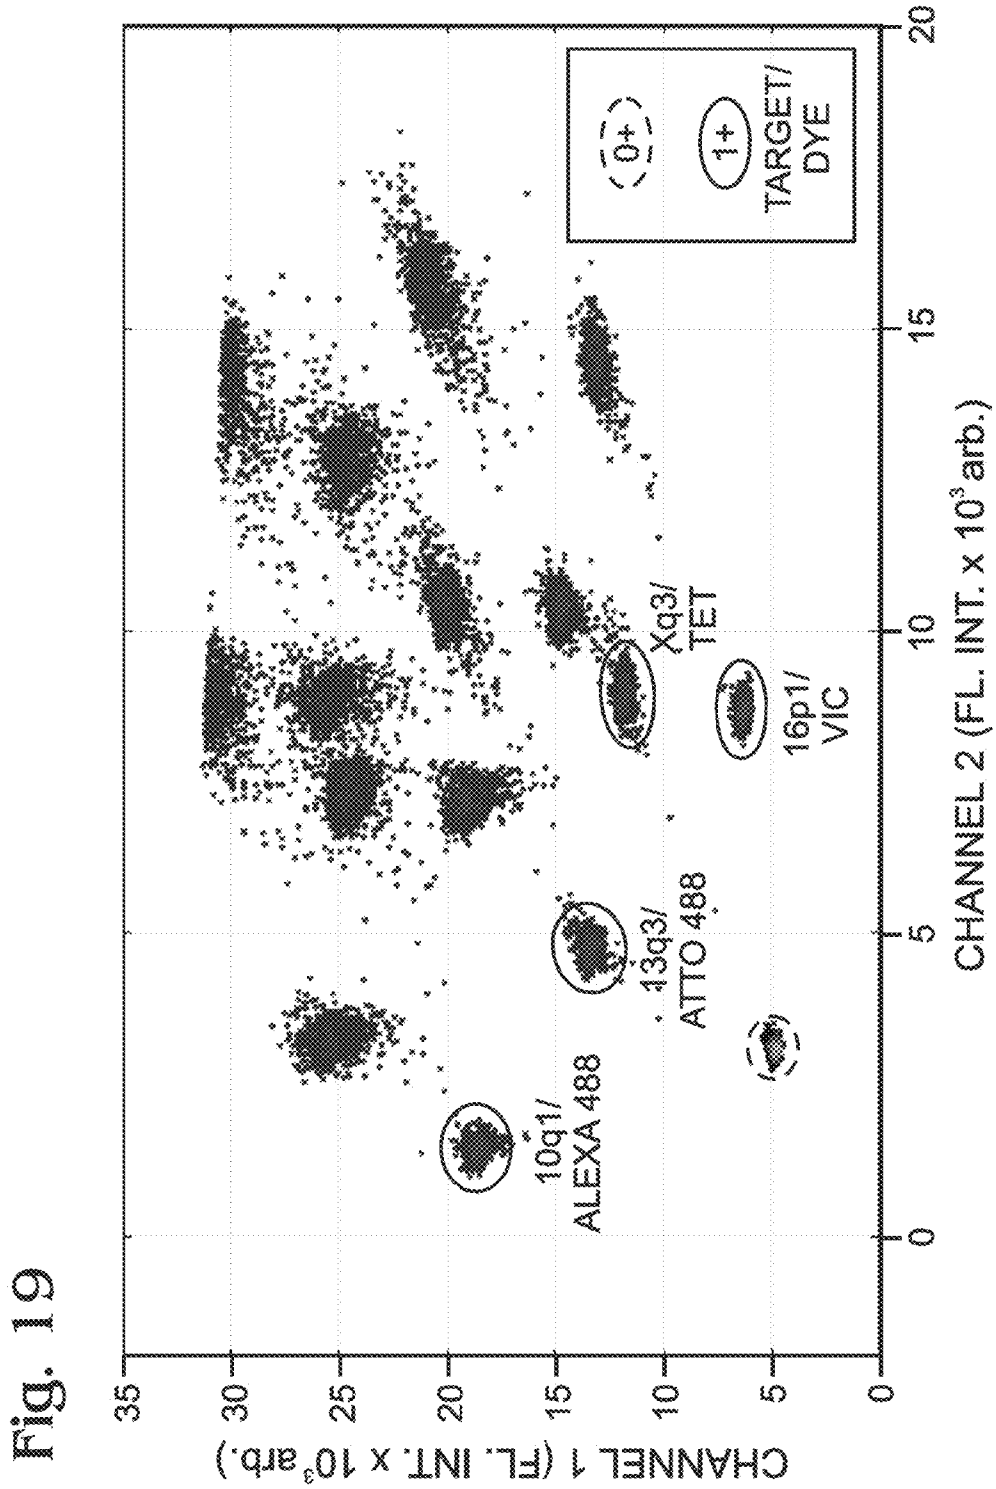 Fig. 19
CHANNEL 1 (FL. INT. x 10³ arb.)
35
30
25
20
15
10
5
0
0+
1+
TARGET/
DYE
10q1/
ALEXA 488
13q3/
ATTO 488
Xq3/
TET
16p1/
VIC
0
5
10
15
20
CHANNEL 2 (FL. INT. x 10³ arb.)